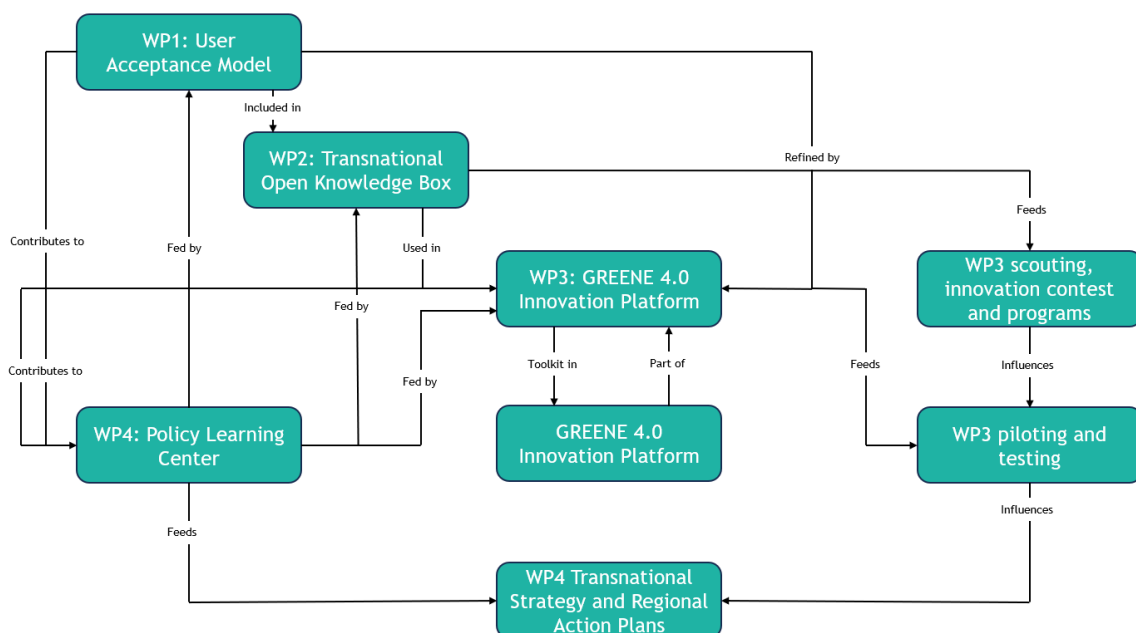 WP1: User
Acceptance Model
Included in
WP2: Transnational
Open Knowledge Box
Refined by
Feeds
Contributes to
Fed by
Used in
WP3: GREENE 4.0
Innovation Platform
WP3 scouting,
innovation contest
and programs
Fed by
Contributes to
Fed by
Toolkit in
Part of
Feeds
Influences
WP4: Policy Learning
Center
GREENE 4.0
Innovation Platform
WP3 piloting and
testing
Feeds
Influences
WP4 Transnational
Strategy and Regional
Action Plans